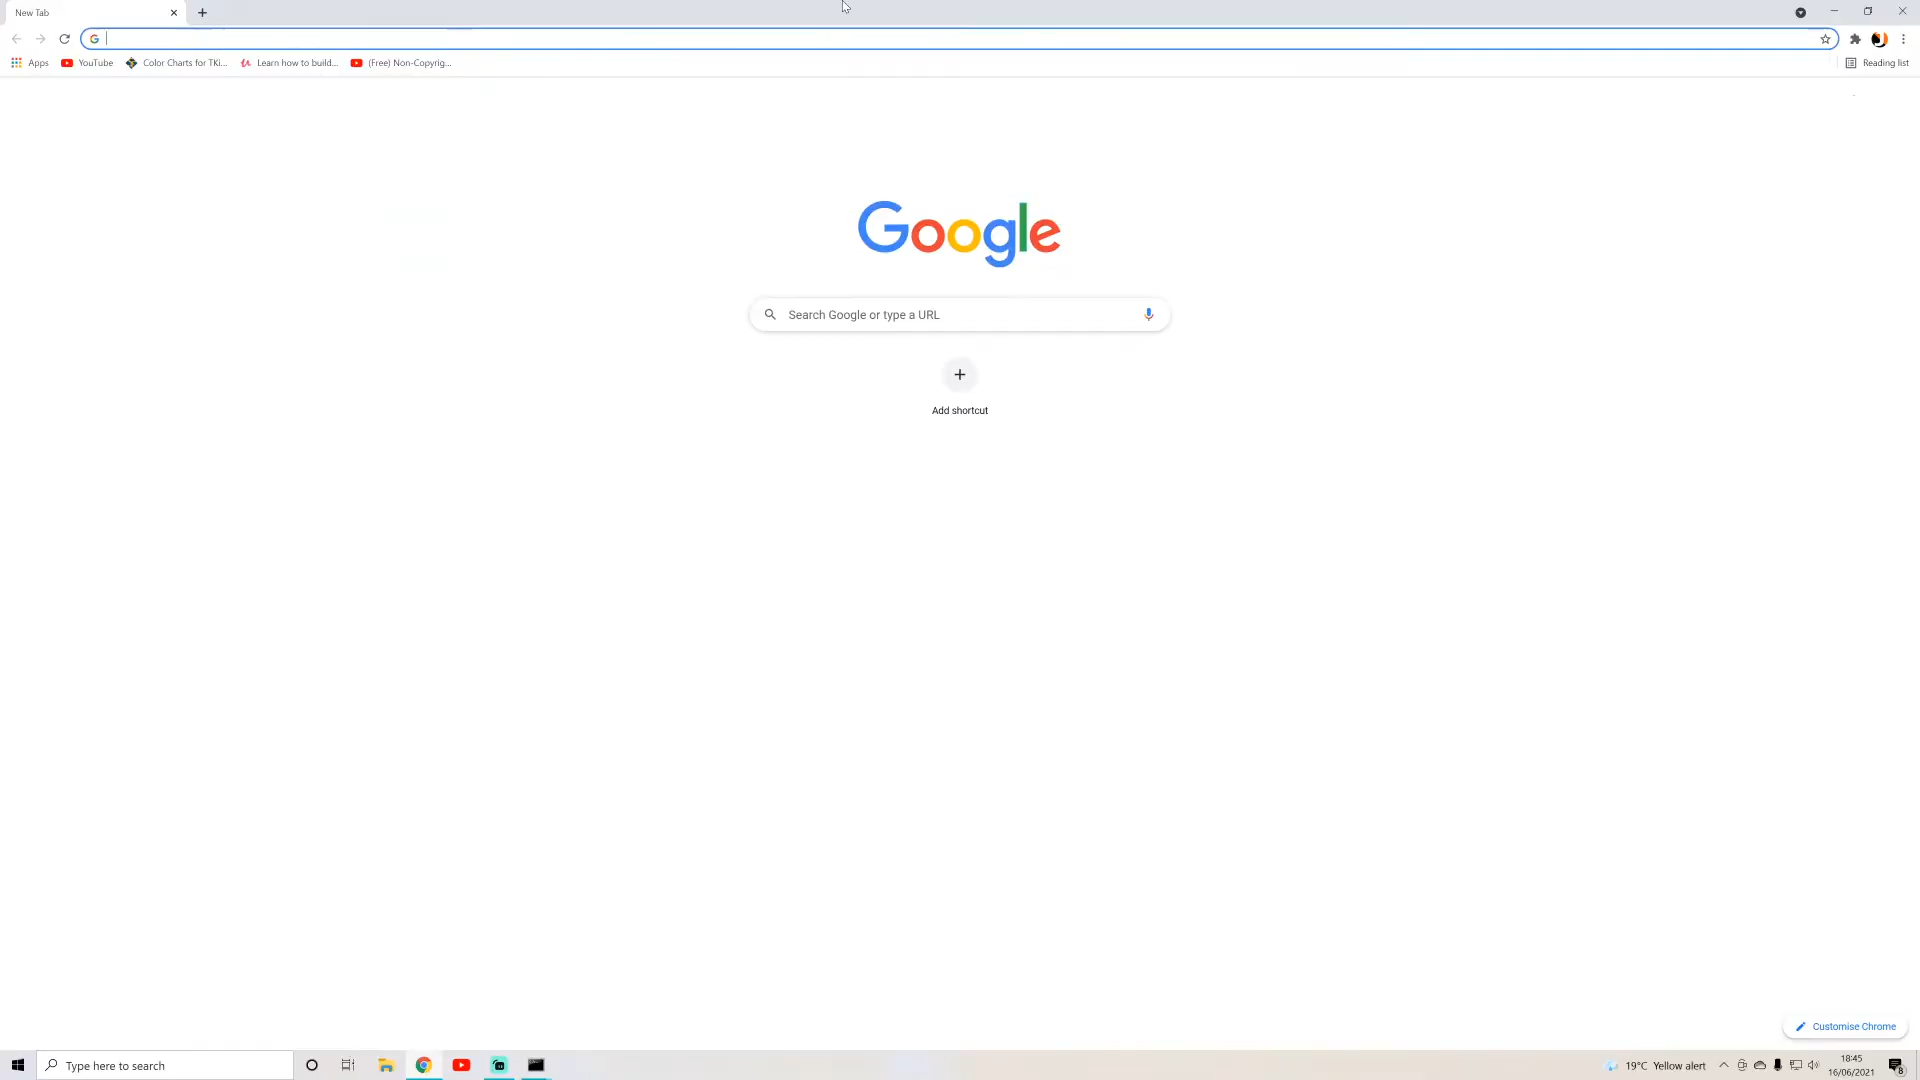 New Tab
Apps YouTube Color Charts for TKi... Learn how to build... (Free) Non-Copyrig... Reading list
Google
Search Google or type a URL
Add shortcut
Customise Chrome
Type here to search 19°C Yellow alert 18:45
16/06/2021 8